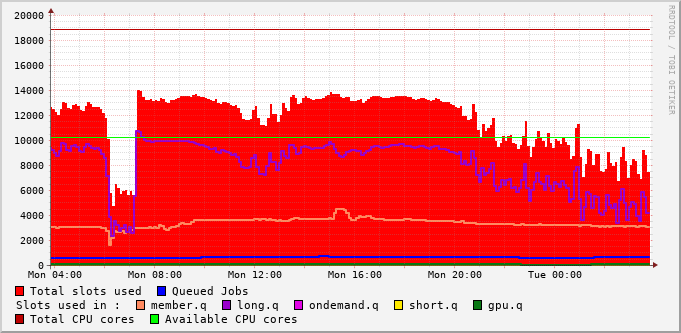 20000
18000
16000
14000
12000
10000
8000
6000
4000
2000
0
Mon 04:00 Mon 08:00 Mon 12:00 Mon 16:00 Mon 20:00 Tue 00:00
RRDTOOL / TOBI OETIKER
Total slots used Queued Jobs
Slots used in : member.q long.q ondemand.q short.q gpu.q
Total CPU cores Available CPU cores